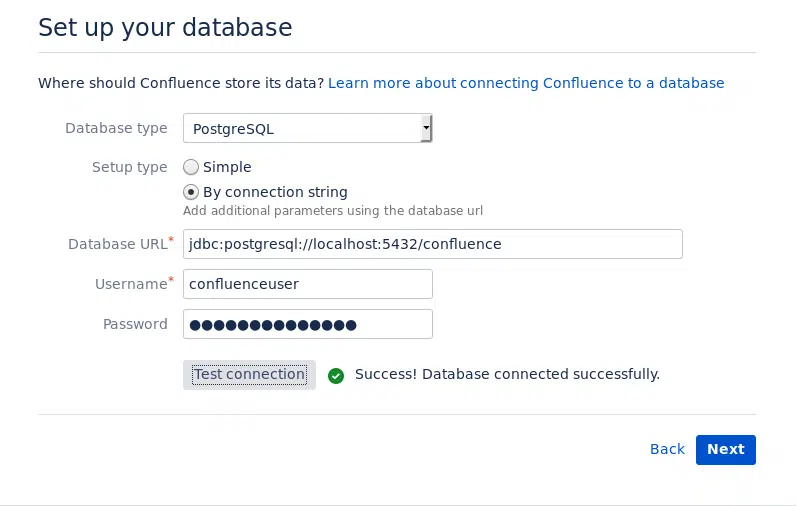 Set up your database
Where should Confluence store its data? Learn more about connecting Confluence to a database
Database type PostgreSQL
Setup type Simple
By connection string
Add additional parameters using the database url
Database URL* jdbc:postgresql://localhost:5432/confluence
Username* confluenceuser
Password ●●●●●●●●●●●●●●
Test connection Success! Database connected successfully.
Back Next